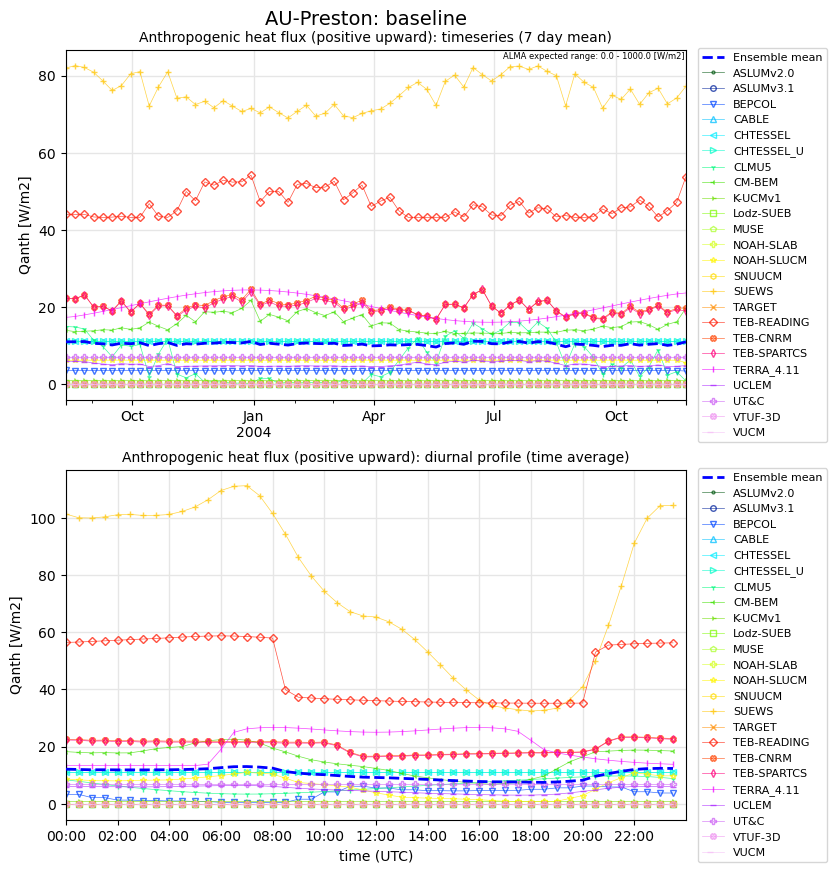 AU-Preston: baseline
Anthropogenic heat flux (positive upward): timeseries (7 day mean)
ALMA expected range: 0.0 - 1000.0 [W/m2]
Qanth [W/m2]
80
60
40
20
0
Oct
Jan
2004
Apr
Jul
Oct
Ensemble mean
ASLUMv2.0
ASLUMv3.1
BEPCOL
CABLE
CHTESSEL
CHTESSEL_U
CLMU5
CM-BEM
K-UCMv1
Lodz-SUEB
MUSE
NOAH-SLAB
NOAH-SLUCM
SNUUCM
SUEWS
TARGET
TEB-READING
TEB-CNRM
TEB-SPARTCS
TERRA_4.11
UCLEM
UT&C
VTUF-3D
VUCM
Anthropogenic heat flux (positive upward): diurnal profile (time average)
Qanth [W/m2]
100
80
60
40
20
0
00:00 02:00 04:00 06:00 08:00 10:00 12:00 14:00 16:00 18:00 20:00 22:00
time (UTC)
Ensemble mean
ASLUMv2.0
ASLUMv3.1
BEPCOL
CABLE
CHTESSEL
CHTESSEL_U
CLMU5
CM-BEM
K-UCMv1
Lodz-SUEB
MUSE
NOAH-SLAB
NOAH-SLUCM
SNUUCM
SUEWS
TARGET
TEB-READING
TEB-CNRM
TEB-SPARTCS
TERRA_4.11
UCLEM
UT&C
VTUF-3D
VUCM